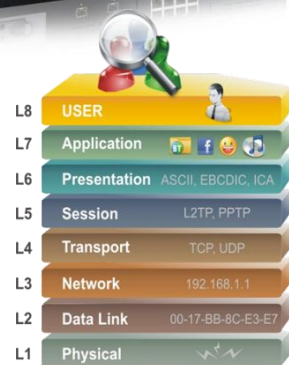 L8 USER
L7 Application
L6 Presentation ASCII, EBCDIC, ICA
L5 Session L2TP, PPTP
L4 Transport TCP, UDP
L3 Network 192.168.1.1
L2 Data Link 00-17-BB-8C-E3-E7
L1 Physical